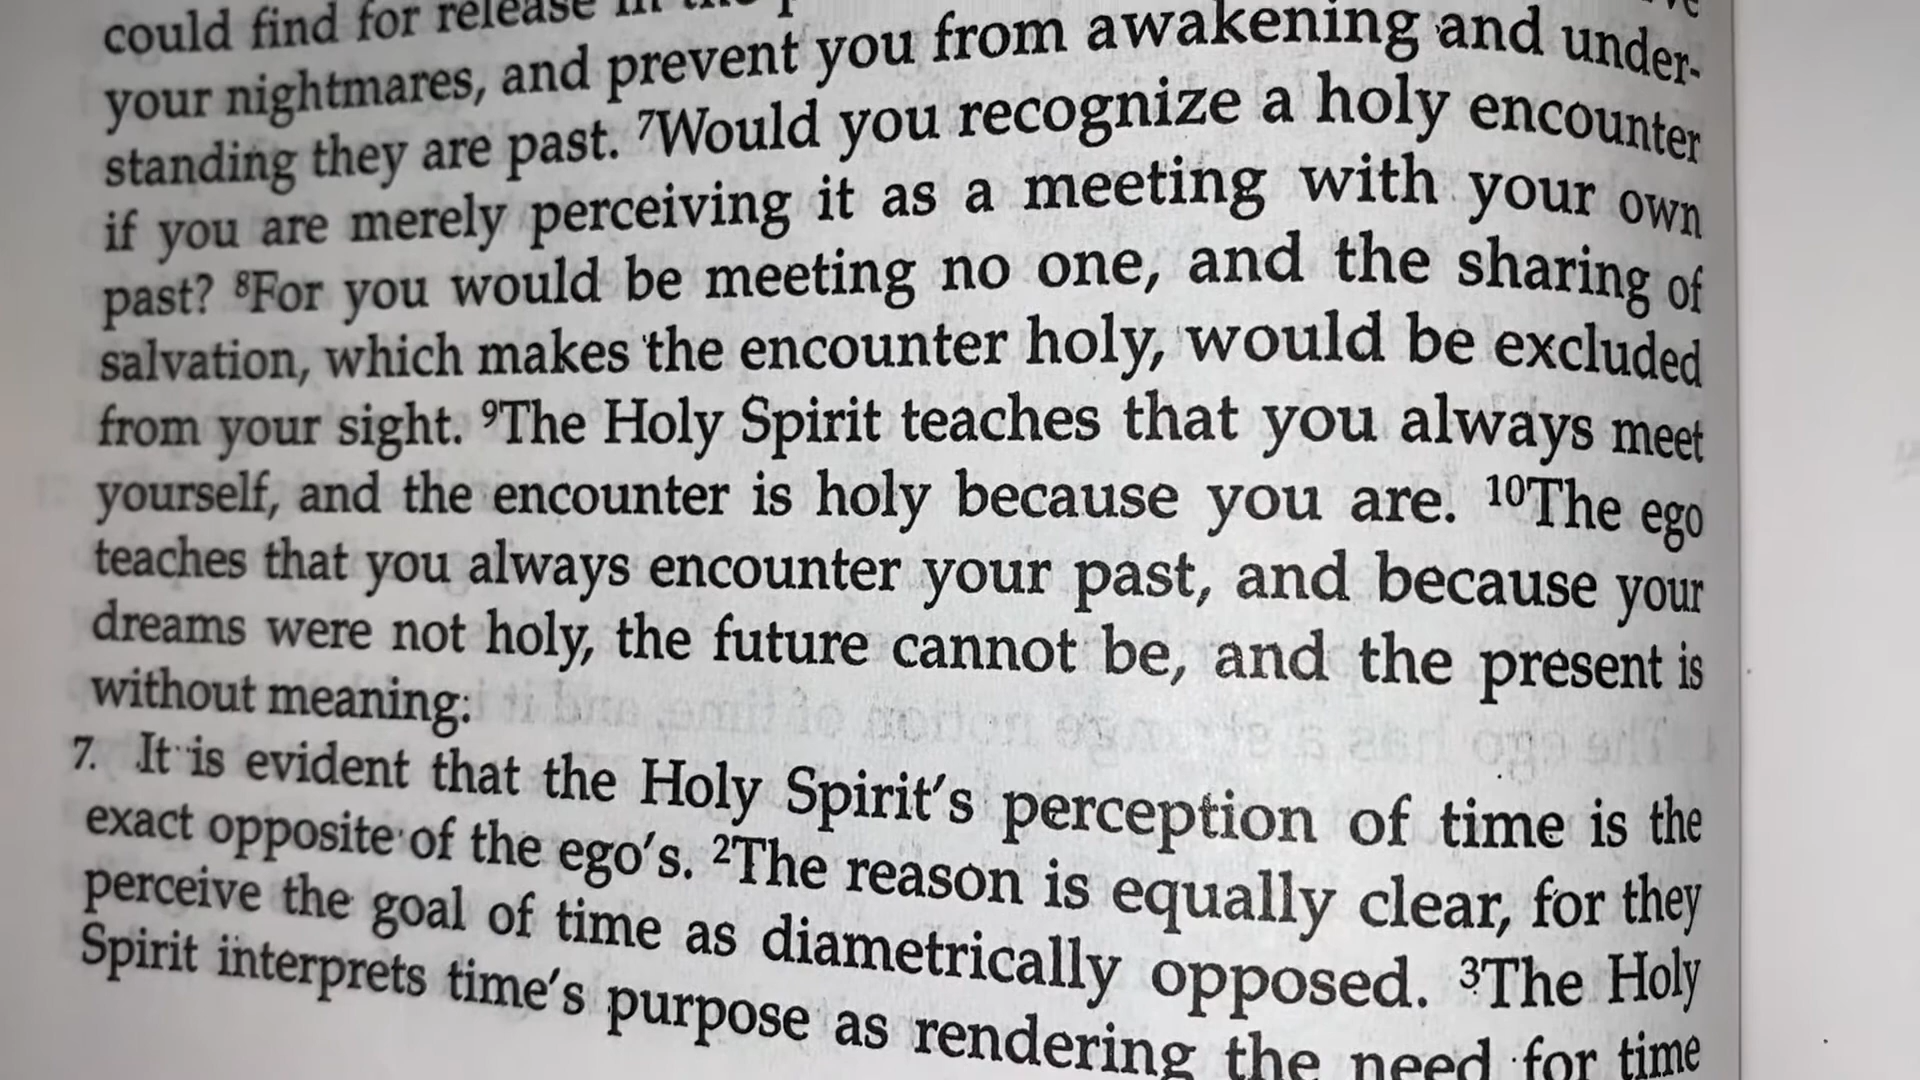 could find for release in the
your nightmares, and prevent you from awakening and under-
standing they are past. ⁷Would you recognize a holy encounter
if you are merely perceiving it as a meeting with your own
past? ⁸For you would be meeting no one, and the sharing of
salvation, which makes the encounter holy, would be excluded
from your sight. ⁹The Holy Spirit teaches that you always meet
yourself, and the encounter is holy because you are. ¹⁰The ego
teaches that you always encounter your past, and because your
dreams were not holy, the future cannot be, and the present is
without meaning.
7. It is evident that the Holy Spirit's perception of time is the
exact opposite of the ego's. ²The reason is equally clear, for they
perceive the goal of time as diametrically opposed. ³The Holy
Spirit interprets time's purpose as rendering the need for time